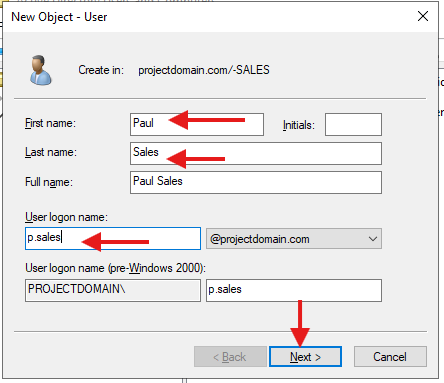 New Object - User
Create in: projectdomain.com/-SALES
First name: Paul Initials:
Last name: Sales
Full name: Paul Sales
User logon name:
p.sales @projectdomain.com
User logon name (pre-Windows 2000):
PROJECTDOMAIN\ p.sales
< Back Next > Cancel